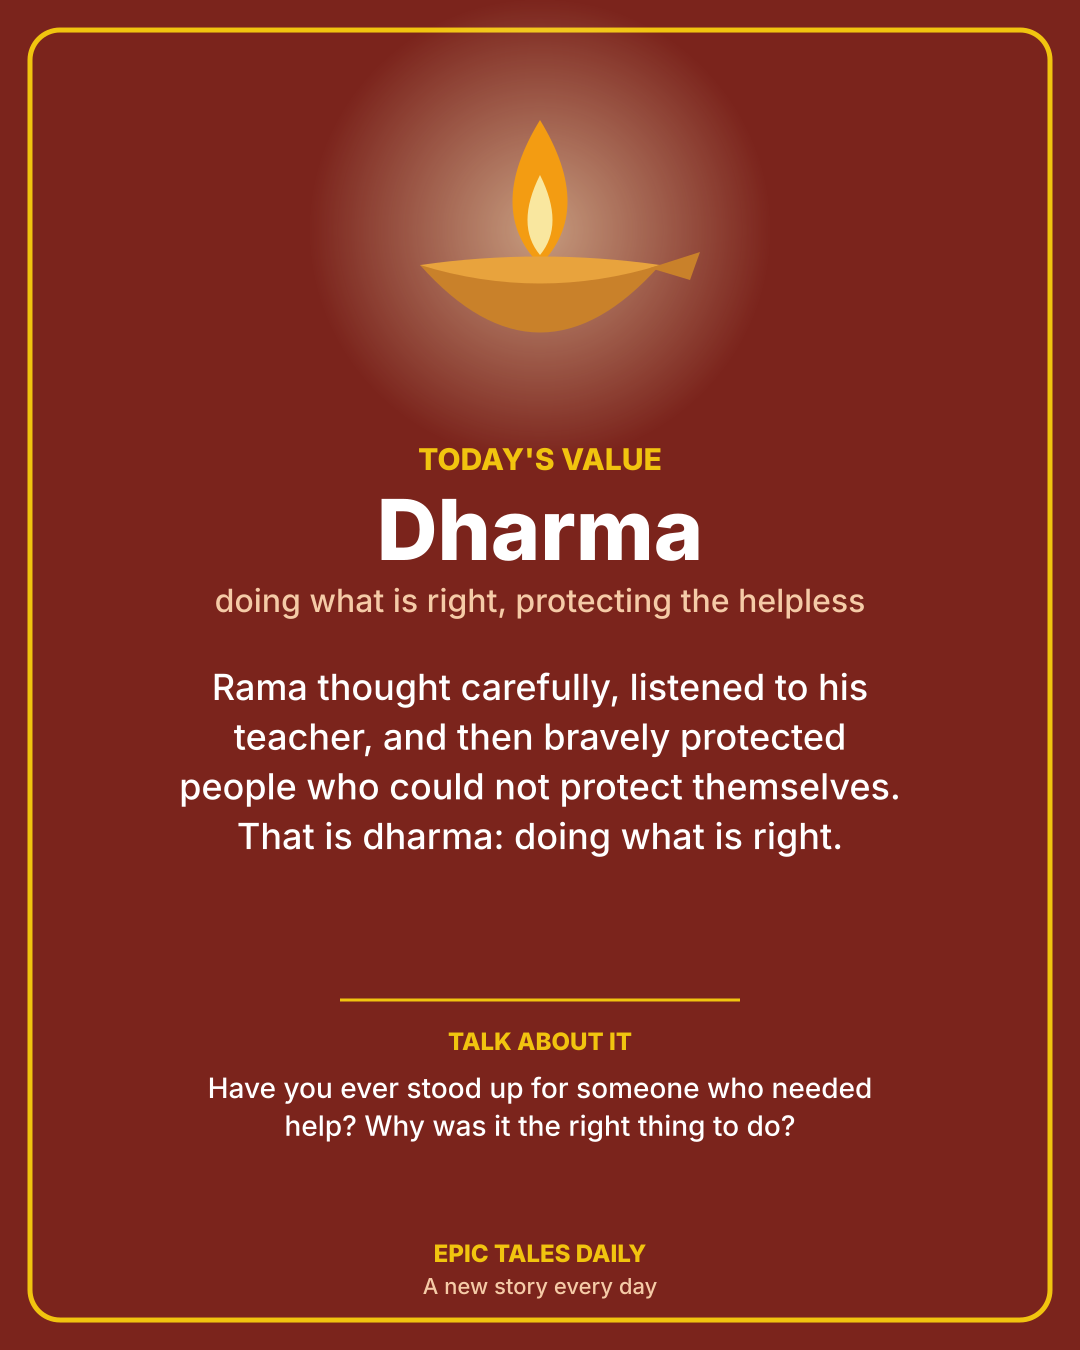 TODAY'S VALUE
Dharma
doing what is right, protecting the helpless
Rama thought carefully, listened to his
teacher, and then bravely protected
people who could not protect themselves.
That is dharma: doing what is right.
TALK ABOUT IT
Have you ever stood up for someone who needed
help? Why was it the right thing to do?
EPIC TALES DAILY
A new story every day